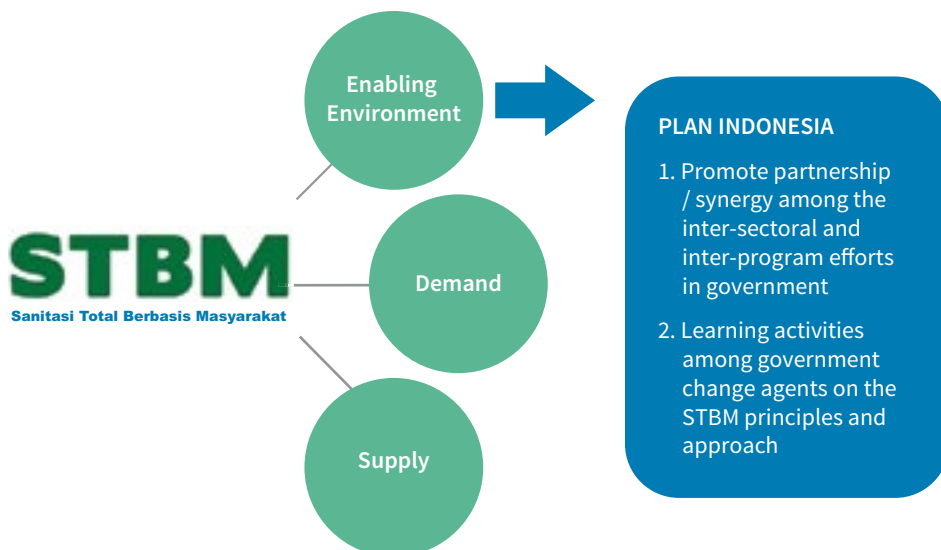 Enabling
Environment
STBM
Sanitasi Total Berbasis Masyarakat
Demand
Supply
PLAN INDONESIA
1. Promote partnership
/ synergy among the
inter-sectoral and
inter-program efforts
in government
2. Learning activities
among government
change agents on the
STBM principles and
approach